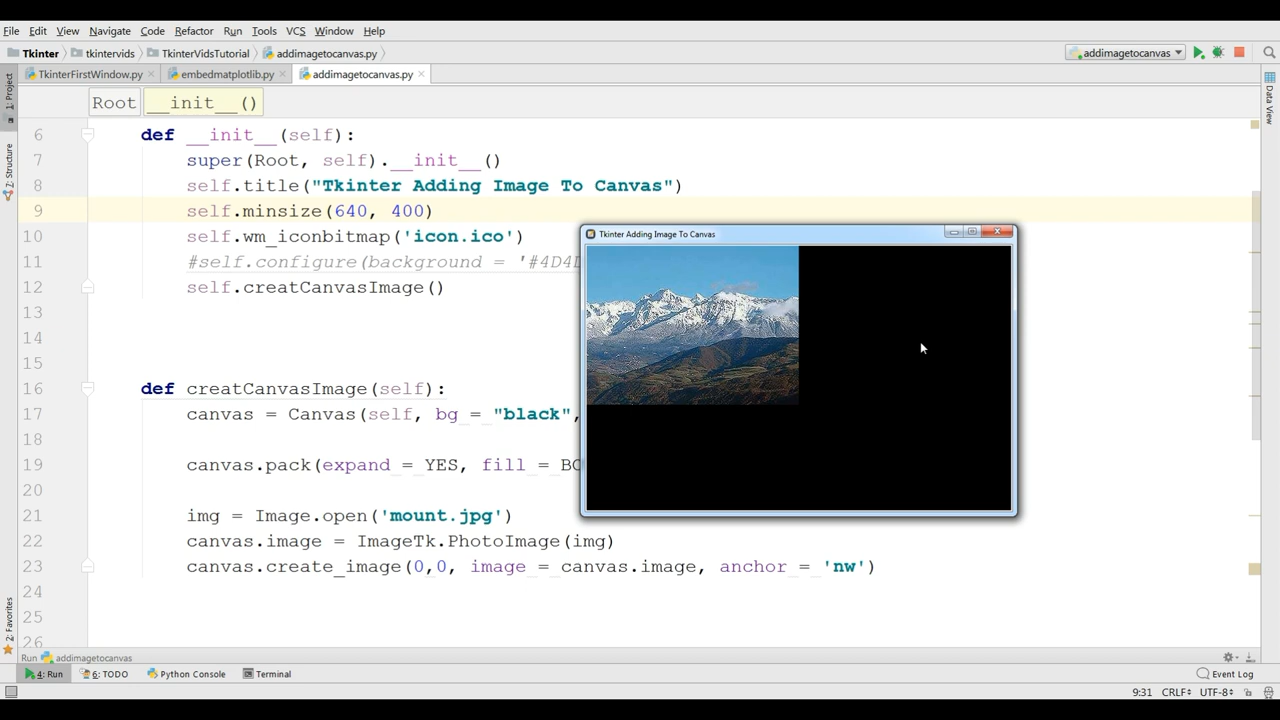 File Edit View Navigate Code Refactor Run Tools VCS Window Help
Tkinter tkintervids TkinterVidsTutorial addimagetocanvas.py addimagetocanvas
TkinterFirstWindow.py embedmatplotlib.py addimagetocanvas.py
Root __init__()
1: Project
7: Structure
2: Favorites
Data View
6 def __init__(self):
7 super(Root, self).__init__()
8 self.title("Tkinter Adding Image To Canvas")
9 self.minsize(640, 400)
10 self.wm_iconbitmap('icon.ico')
11 #self.configure(background = '#4D4D
12 self.creatCanvasImage()
13
14
15
16 def creatCanvasImage(self):
17 canvas = Canvas(self, bg = "black",
18
19 canvas.pack(expand = YES, fill = BO
20
21 img = Image.open('mount.jpg')
22 canvas.image = ImageTk.PhotoImage(img)
23 canvas.create_image(0,0, image = canvas.image, anchor = 'nw')
24
25
26
Tkinter Adding Image To Canvas
Run addimagetocanvas
4: Run 6: TODO Python Console Terminal Event Log
9:31 CRLF UTF-8